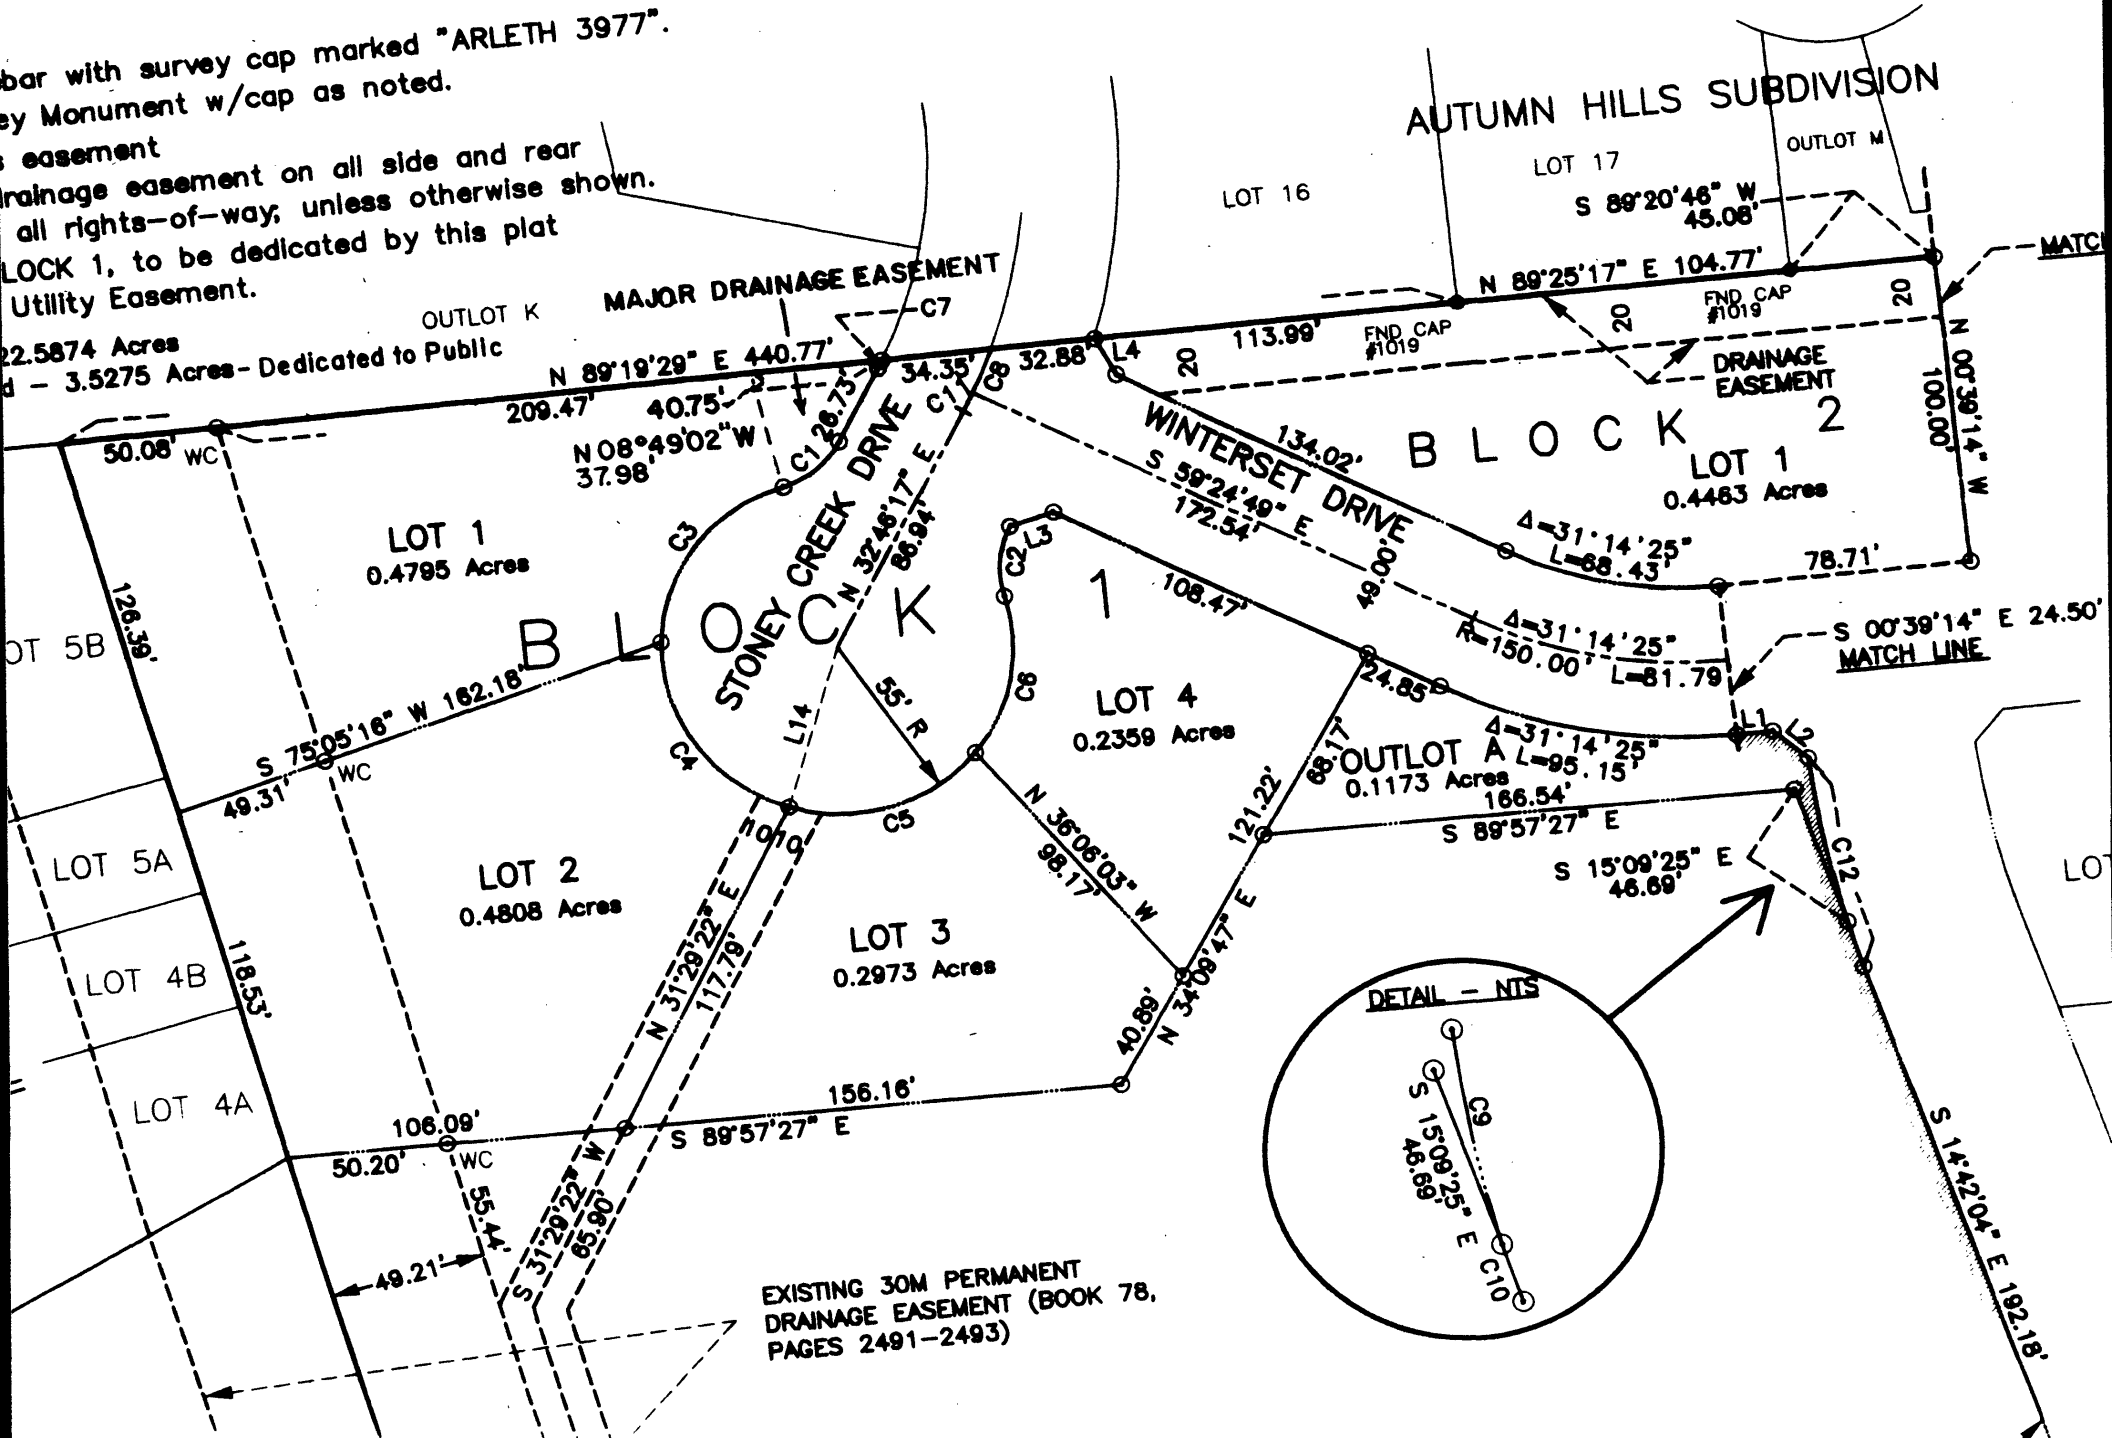 bar with survey cap marked "ARLETH 3977".
ey Monument w/cap as noted.
s easement
drainage easement on all side and rear
all rights-of-way; unless otherwise shown.
LOCK 1, to be dedicated by this plat
Utility Easement.
22.5874 Acres
d - 3.5275 Acres- Dedicated to Public
OUTLOT K
MAJOR DRAINAGE EASEMENT
C7
AUTUMN HILLS SUBDIVISION
LOT 16
LOT 17
OUTLOT M
S 89°20'46" W
45.08'
MATC
N 89°25'17" E 104.77'
FND CAP
#1019
20
20
FND CAP
#1019
113.99'
20
L4
32.88'
34.35'
C8
C1
N 89°19'29" E 440.77'
209.47'
40.75'
26.73'
N 08°49'02" W
37.98'
C1
50.08'
WC
DRAINAGE
EASEMENT
N 00°39'14" W
100.00'
BLOCK 2
LOT 1
0.4463 Acres
WINTERSET DRIVE
134.02'
S 59°24'49" E
172.54'
49.00'
Δ=31°14'25"
L=68.43'
78.71'
Δ=31°14'25"
R=150.00' L=81.79
S 00°39'14" E 24.50'
MATCH LINE
LOT 1
0.4795 Acres
C3
STONEY CREEK DRIVE
N 32°46'17" E
86.94'
C2
L3
108.47'
BLOCK 1
126.39'
OT 5B
S 75°05'16" W 162.18'
49.31'
WC
L14
55' R
C6
C4
C5
LOT 4
0.2359 Acres
24.85'
68.17'
121.22'
Δ=31°14'25"
L=95.15'
OUTLOT A
0.1173 Acres
166.54'
S 89°57'27" E
L1
L2
C12
S 15°09'25" E
46.69'
LOT 5A
LOT 4B
LOT 4A
118.53'
LOT 2
0.4808 Acres
10
10
N 31°29'22" E
117.79'
LOT 3
0.2973 Acres
N 36°06'03" W
98.17'
40.89'
N 34°09'47" E
156.16'
S 89°57'27" E
106.09'
50.20'
WC
55.44'
49.21'
S 31°29'22" W
65.90'
EXISTING 30M PERMANENT
DRAINAGE EASEMENT (BOOK 78,
PAGES 2491-2493)
DETAIL - NTS
C9
S 15°09'25" E
46.69'
C10
S 14°42'04" E 192.18'
LO